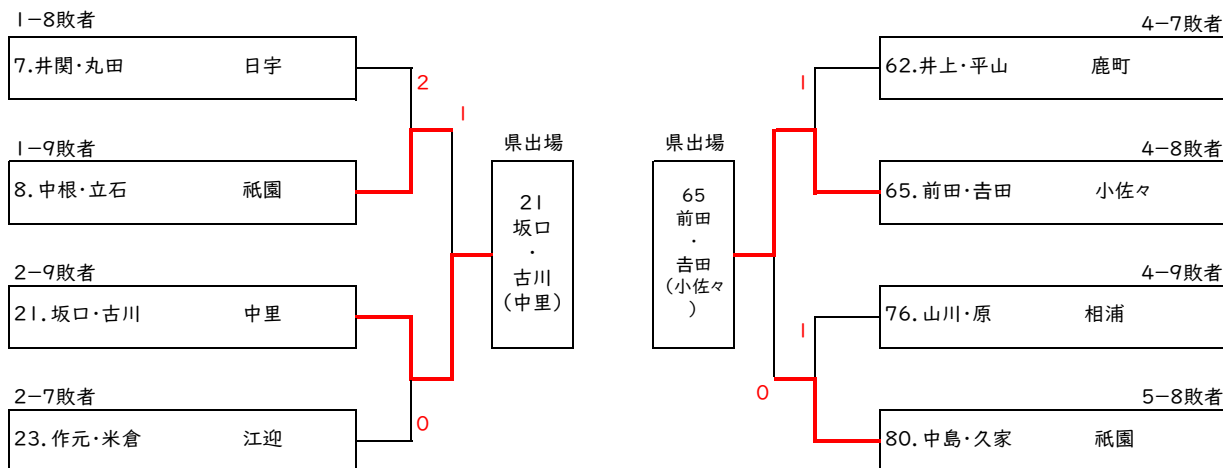 1-8敗者
7.井関・丸田 日宇
2
1
1-9敗者
8.中根・立石 祇園
2-9敗者
21.坂口・古川 中里
2-7敗者
23.作元・米倉 江迎
0
県出場
21
坂口
・
古川
(中里)
県出場
65
前田
・
𠮷田
(小佐々
)
4-7敗者
62.井上・平山 鹿町
1
4-8敗者
65.前田・𠮷田 小佐々
4-9敗者
76.山川・原 相浦
1
0
5-8敗者
80.中島・久家 祇園